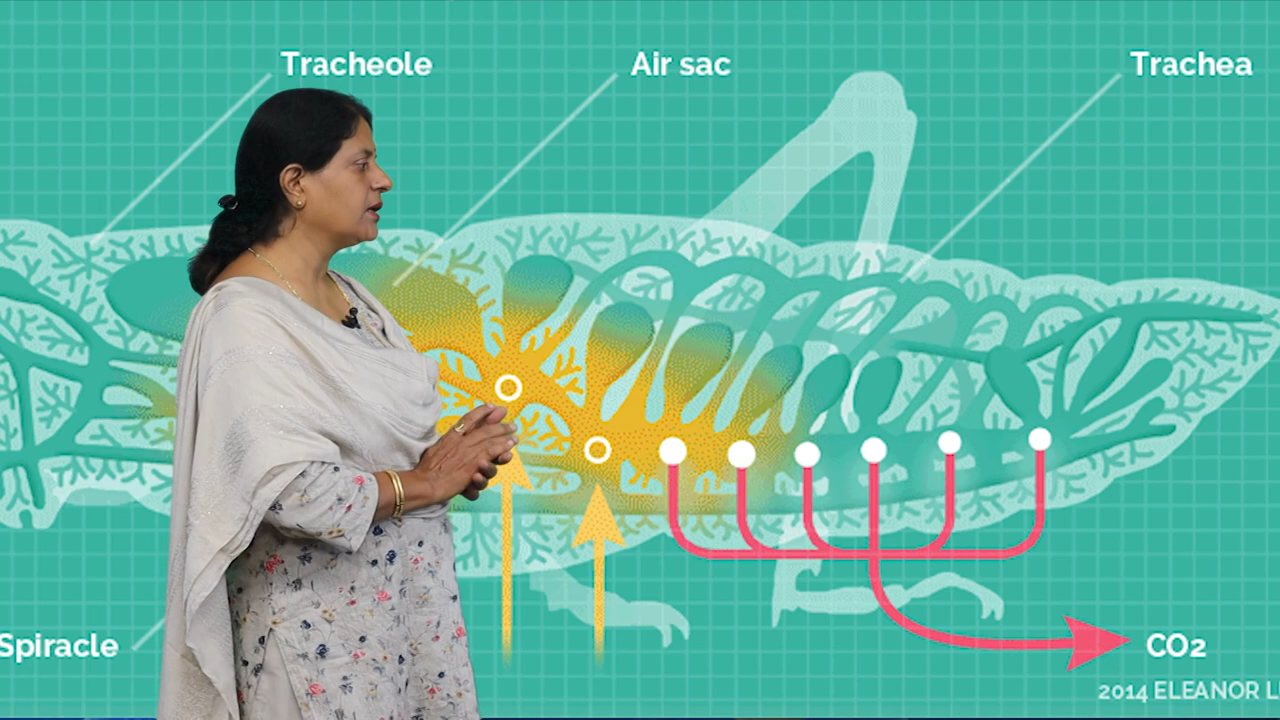 Tracheole
Air sac
Trachea
Spiracle
CO2
2014 ELEANOR